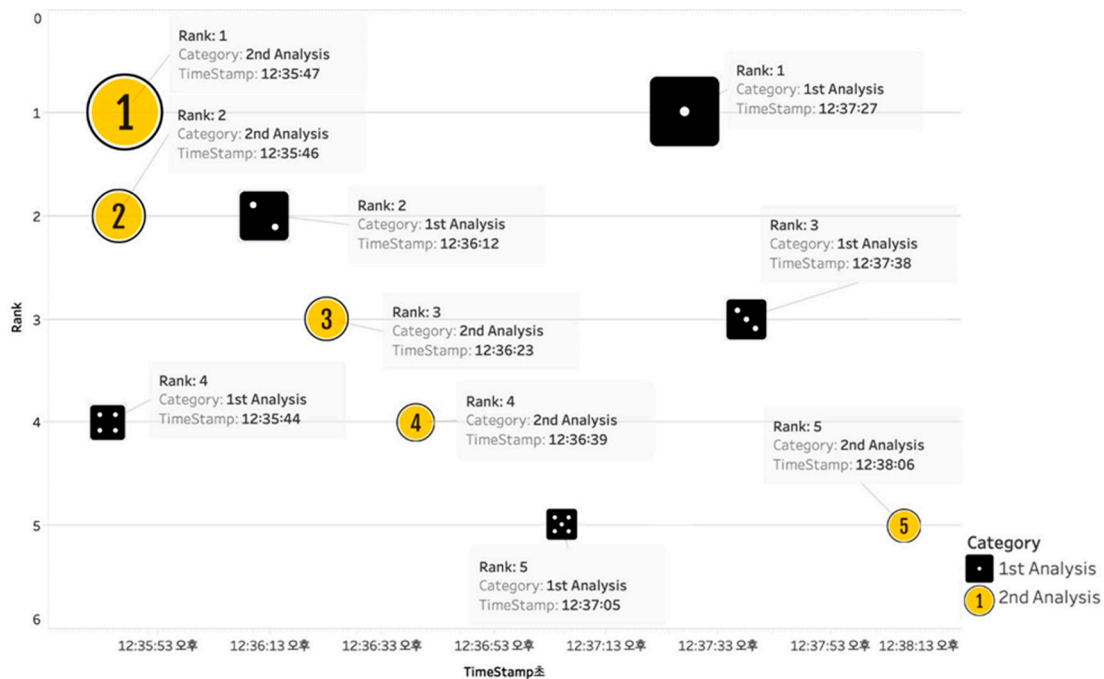 0
Rank: 1
Category: 2nd Analysis
TimeStamp: 12:35:47
Rank: 1
Category: 1st Analysis
TimeStamp: 12:37:27
1
1
Rank: 2
Category: 2nd Analysis
TimeStamp: 12:35:46
2
2
Rank: 2
Category: 1st Analysis
TimeStamp: 12:36:12
Rank: 3
Category: 1st Analysis
TimeStamp: 12:37:38
Rank
3
3
Rank: 3
Category: 2nd Analysis
TimeStamp: 12:36:23
Rank: 4
Category: 1st Analysis
TimeStamp: 12:35:44
4
4
Rank: 4
Category: 2nd Analysis
TimeStamp: 12:36:39
Rank: 5
Category: 2nd Analysis
TimeStamp: 12:38:06
5
5
Rank: 5
Category: 1st Analysis
TimeStamp: 12:37:05
Category
1st Analysis
1 2nd Analysis
6
12:35:53 오후 12:36:13 오후 12:36:33 오후 12:36:53 오후 12:37:13 오후 12:37:33 오후 12:37:53 오후 12:38:13 오후
TimeStamp초